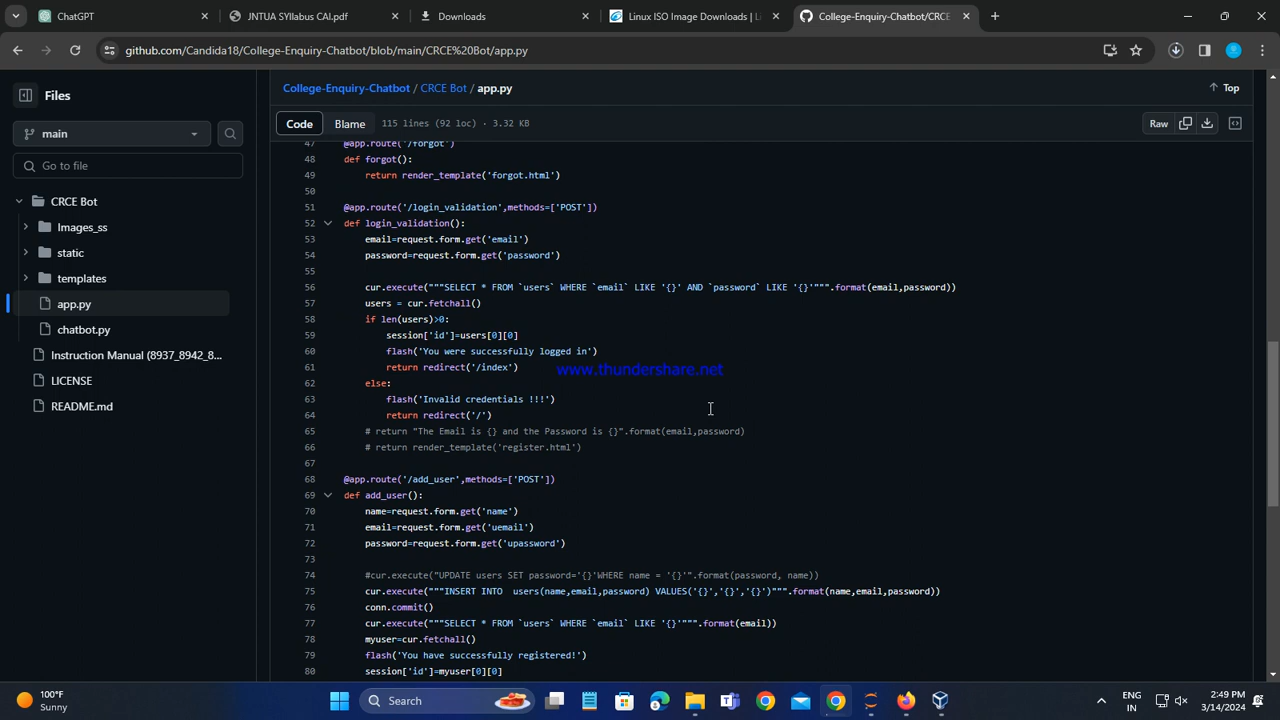 ChatGPT
JNTUA SYllabus CAI.pdf
Downloads
Linux ISO Image Downloads | Li
College-Enquiry-Chatbot/CRCE
github.com/Candida18/College-Enquiry-Chatbot/blob/main/CRCE%20Bot/app.py
Files
main
Go to file
CRCE Bot
Images_ss
static
templates
app.py
chatbot.py
Instruction Manual (8937_8942_8...
LICENSE
README.md
College-Enquiry-Chatbot / CRCE Bot / app.py
Top
Code Blame 115 lines (92 loc) · 3.32 KB
Raw
47 @app.route('/forgot')
48 def forgot():
49 return render_template('forgot.html')
50
51 @app.route('/login_validation',methods=['POST'])
52 def login_validation():
53 email=request.form.get('email')
54 password=request.form.get('password')
55
56 cur.execute("""SELECT * FROM `users` WHERE `email` LIKE '{}' AND `password` LIKE '{}'""".format(email,password))
57 users = cur.fetchall()
58 if len(users)>0:
59 session['id']=users[0][0]
60 flash('You were successfully logged in')
61 return redirect('/index')
www.thundershare.net
62 else:
63 flash('Invalid credentials !!!')
64 return redirect('/')
65 # return "The Email is {} and the Password is {}".format(email,password)
66 # return render_template('register.html')
67
68 @app.route('/add_user',methods=['POST'])
69 def add_user():
70 name=request.form.get('name')
71 email=request.form.get('uemail')
72 password=request.form.get('upassword')
73
74 #cur.execute("UPDATE users SET password='{}'WHERE name = '{}'".format(password, name))
75 cur.execute("""INSERT INTO  users(name,email,password) VALUES('{}','{}','{}')""".format(name,email,password))
76 conn.commit()
77 cur.execute("""SELECT * FROM `users` WHERE `email` LIKE '{}'""".format(email))
78 myuser=cur.fetchall()
79 flash('You have successfully registered!')
80 session['id']=myuser[0][0]
100°F
Sunny
Search
ENG
IN
2:49 PM
3/14/2024